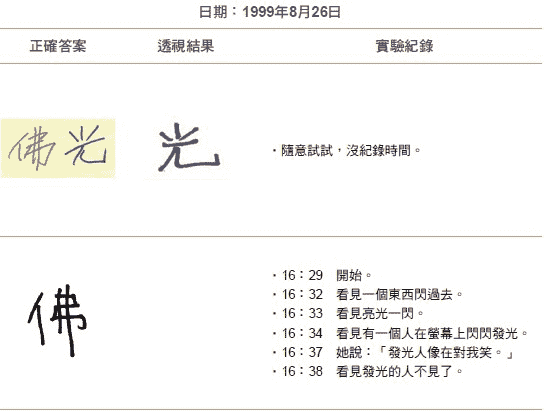 日期：1999年8月26日
正確答案 透視結果 實驗紀錄
佛光 光 ・隨意試試，沒紀錄時間。
佛
・16：29 開始。
・16：32 看見一個東西閃過去。
・16：33 看見亮光一閃。
・16：34 看見有一個人在螢幕上閃閃發光。
・16：37 她說：「發光人像在對我笑。」
・16：38 看見發光的人不見了。